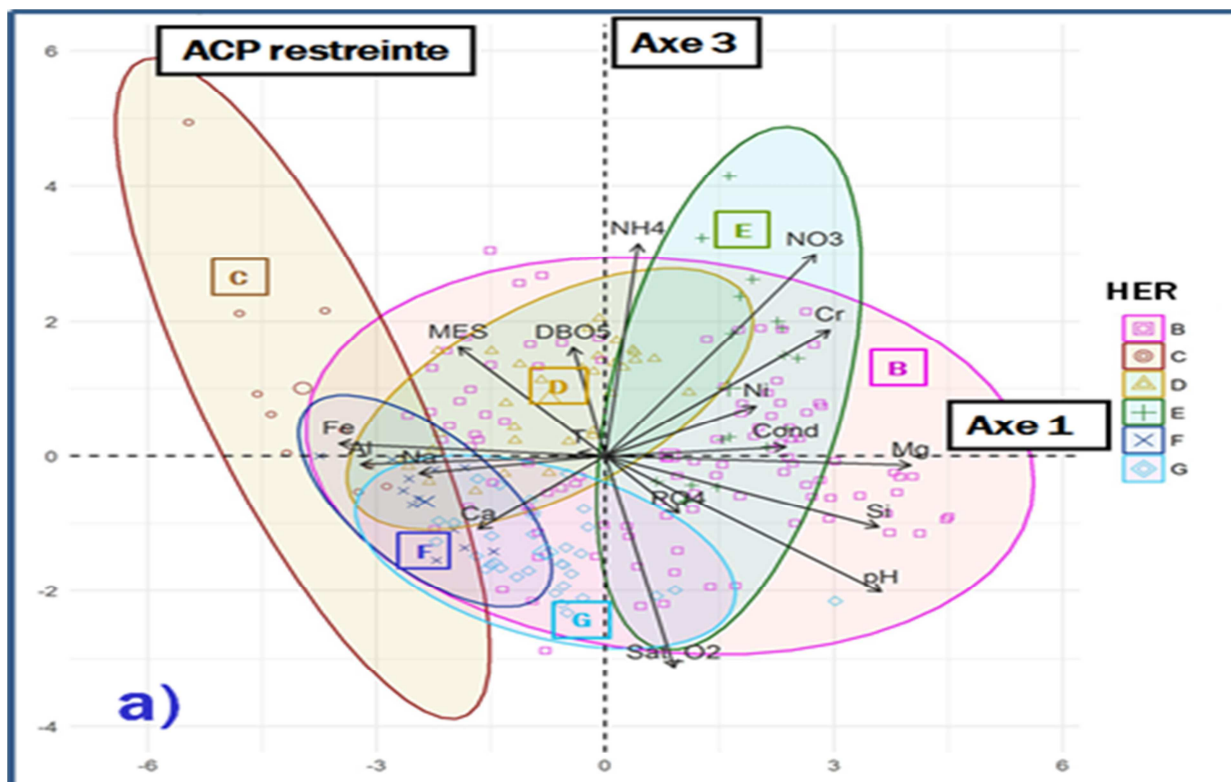 ACP restreinte
Axe 3
6
4
2
0
-2
-4
C
E
NH4
NO3
Cr
MES
DBO5
D
B
HER
B
C
D
E
F
G
Ni
Axe 1
Fe
Al
Na
T
Cond
Mg
PO4
Si
Ca
F
pH
G
Sat_O2
a)
-6
-3
0
3
6